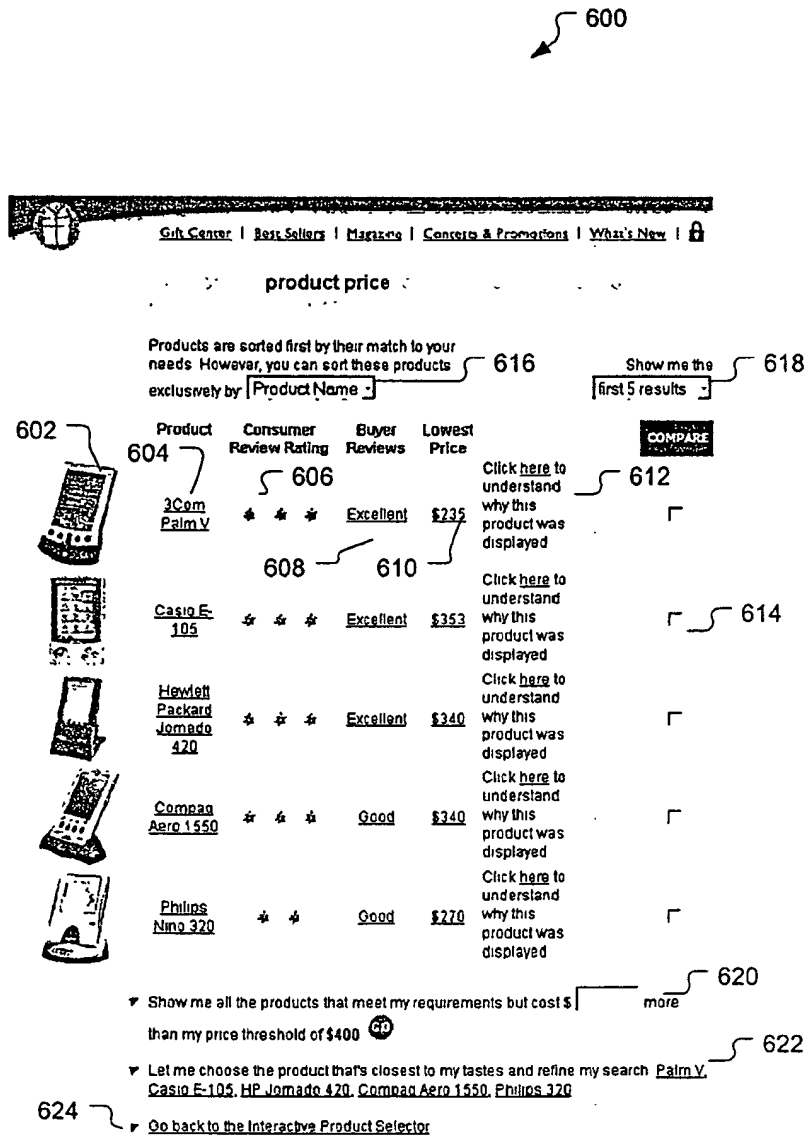 600
Gift Center | Best Sellers | Magazine | Contests & Promotions | What's New |
product price
Products are sorted first by their match to your
needs However, you can sort these products
exclusively by Product Name
616
Show me the
first 5 results
618
602
604
Product
Consumer Review Rating
Buyer Reviews
Lowest Price
COMPARE
606
3Com
Palm V
Excellent
$235
Click here to
understand
why this
product was
displayed
612
608
610
Casio E-
105
Excellent
$353
Click here to
understand
why this
product was
displayed
614
Hewlett
Packard
Jornado
420
Excellent
$340
Click here to
understand
why this
product was
displayed
Compaq
Aero 1550
Good
$340
Click here to
understand
why this
product was
displayed
Philips
Nino 320
Good
$270
Click here to
understand
why this
product was
displayed
Show me all the products that meet my requirements but cost $ more
620
than my price threshold of $400 GO
622
Let me choose the product that's closest to my tastes and refine my search Palm V,
Casio E-105, HP Jornado 420, Compaq Aero 1550, Philips 320
624
Go back to the Interactive Product Selector